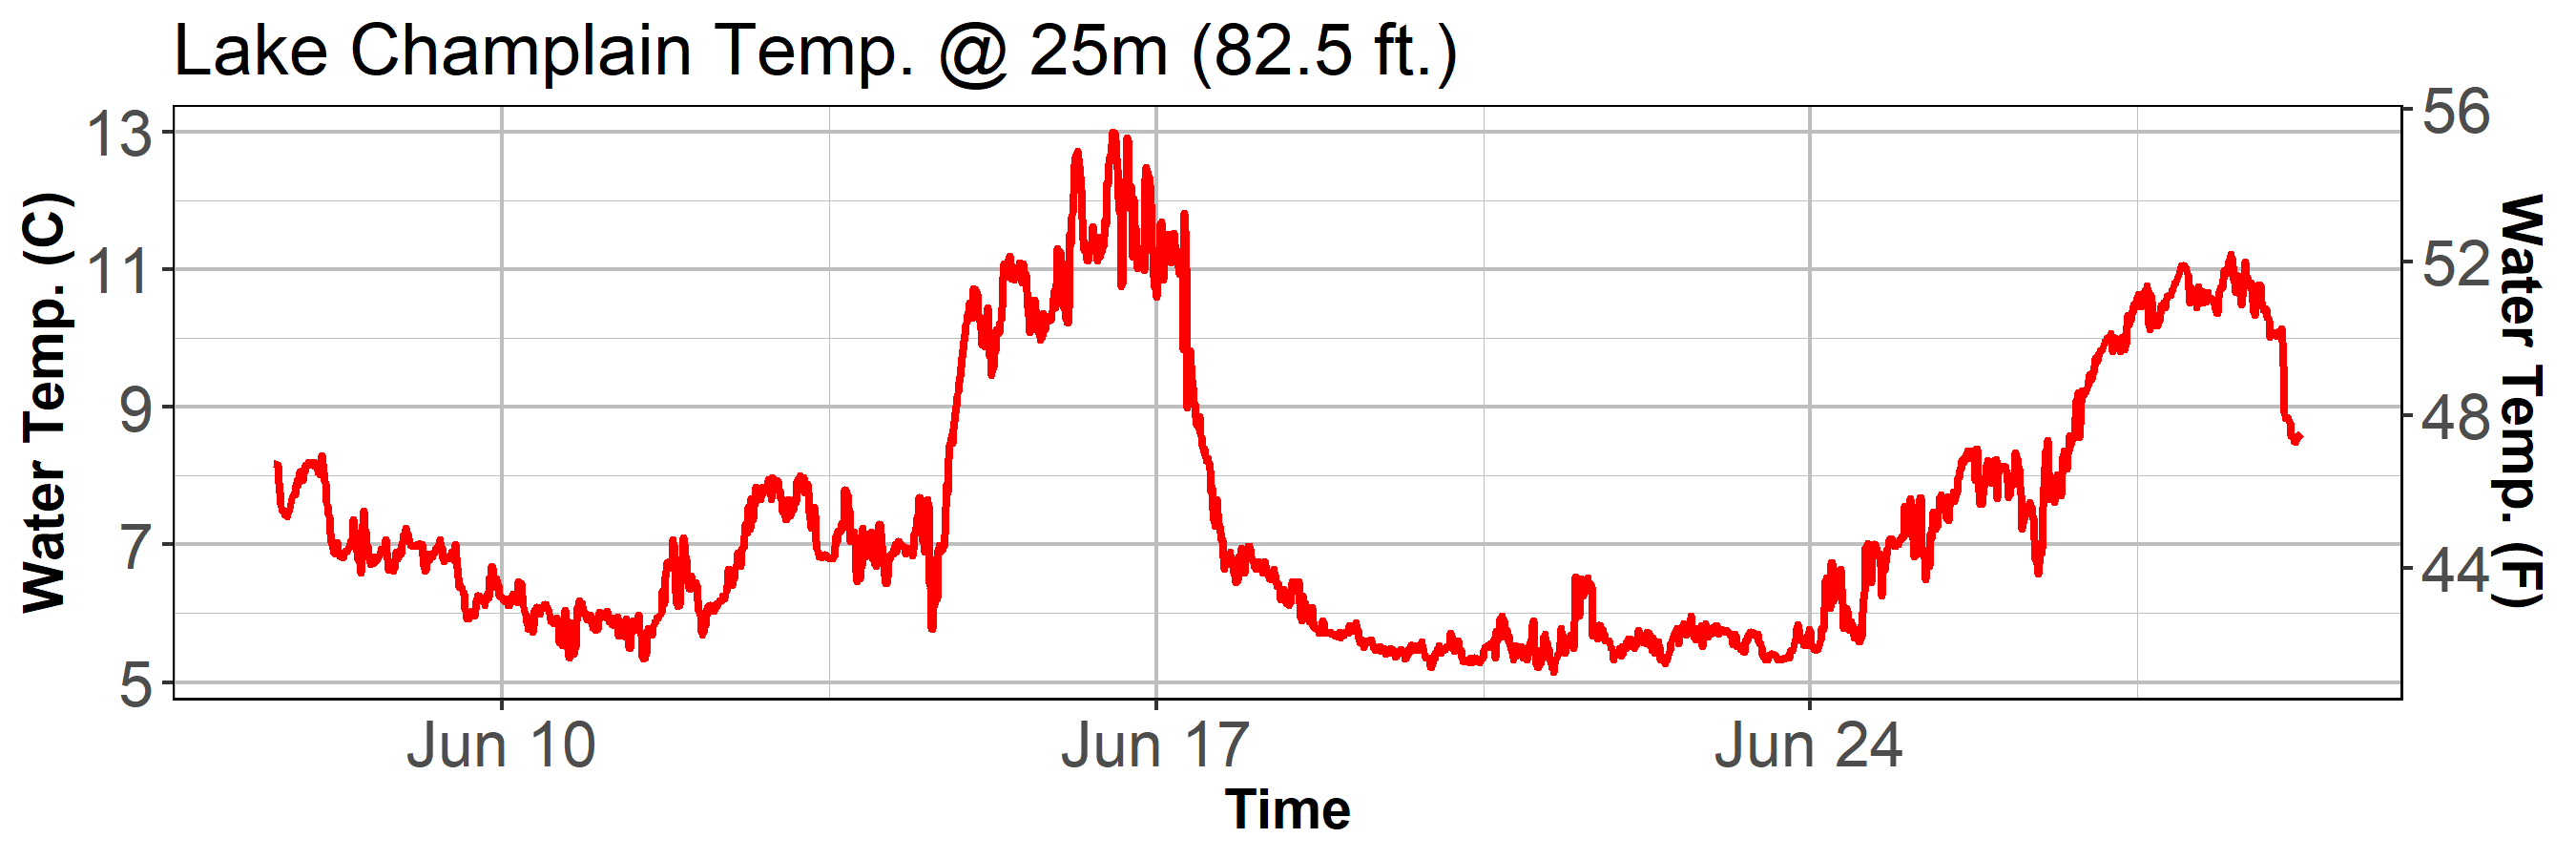 Lake Champlain Temp. @ 25m (82.5 ft.)
Water Temp. (C)
13
11
9
7
5
56
52
48
44
Water Temp. (F)
Jun 10
Jun 17
Jun 24
Time